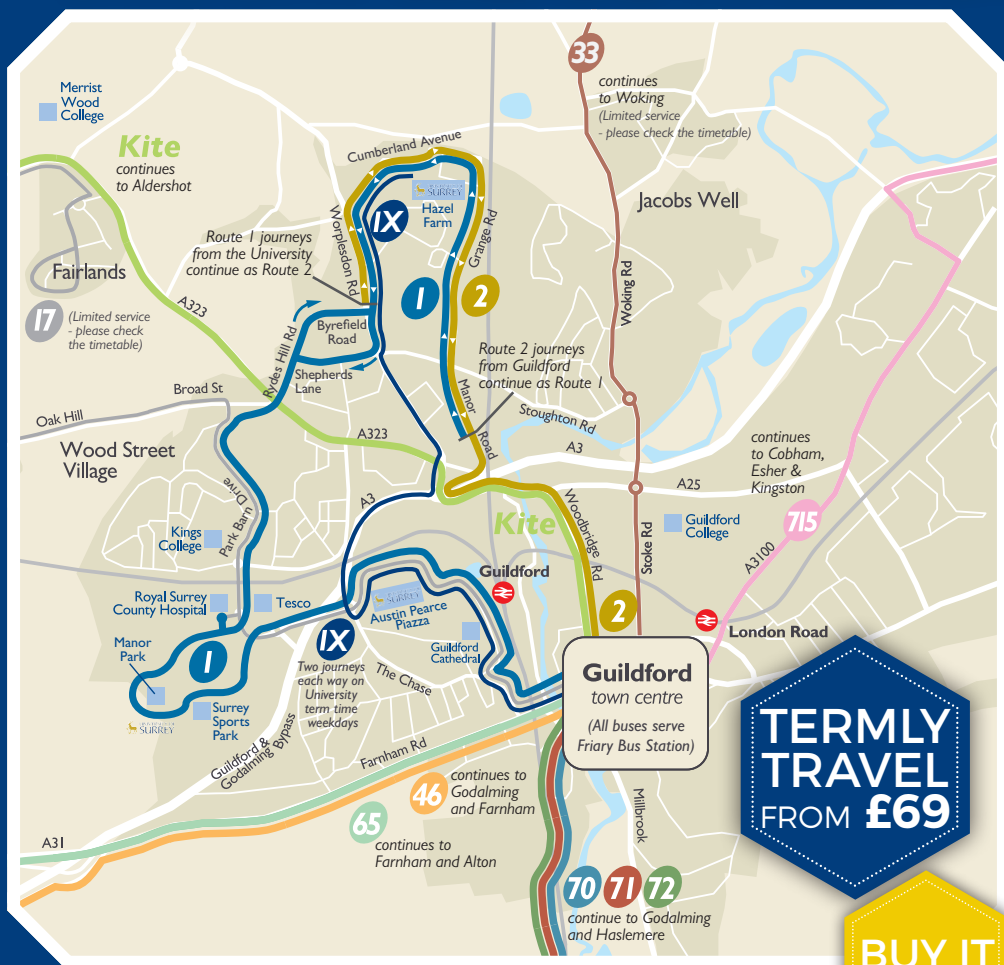 Merrist
Wood
College
Kite
continues
to Aldershot
33
continues
to Woking
(Limited service
- please check the timetable)
Cumberland Avenue
SURREY
Hazel
Farm
Jacobs Well
Worplesdon Rd
1X
Grange Rd
Route 1 journeys
from the University
continue as Route 2
Woking Rd
Fairlands
17
(Limited service
- please check
the timetable)
A323
1
2
Rydes Hill Rd
Byrefield
Road
Shepherds
Lane
Route 2 journeys
from Guildford
continue as Route 1
Manor
Road
Broad St
Oak Hill
Stoughton Rd
Wood Street
Village
A323
A3
continues
to Cobham,
Esher &
Kingston
A3
A25
Park Barn Drive
Kings
College
Kite
Woodbridge Rd
Guildford
College
715
Stoke Rd
A3100
Guildford
Royal Surrey
County Hospital
Tesco
SURREY
Austin Pearce
Piazza
2
London Road
Manor
Park
1
1X
Two journeys
each way on
University
term time
weekdays
Guildford
Cathedral
The Chase
Guildford
town centre
(All buses serve
Friary Bus Station)
Surrey
Sports
Park
SURREY
Guildford &
Godalming Bypass
Farnham Rd
46
continues to
Godalming
and Farnham
65
continues to
Farnham and Alton
A31
Millbrook
70
71
72
continue to Godalming
and Haslemere
TERMLY
TRAVEL
FROM £69
BUY IT